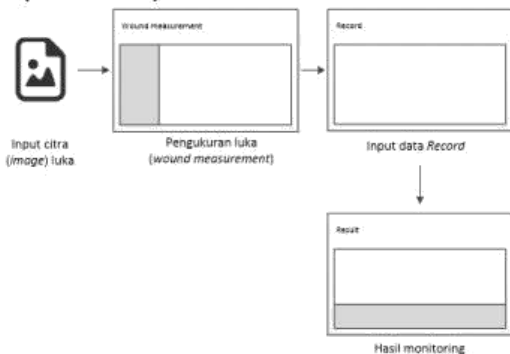 Wound measurement
Record
Input citra
(image) luka
Pengukuran luka
(wound measurement)
Input data Record
Result
Hasil monitoring